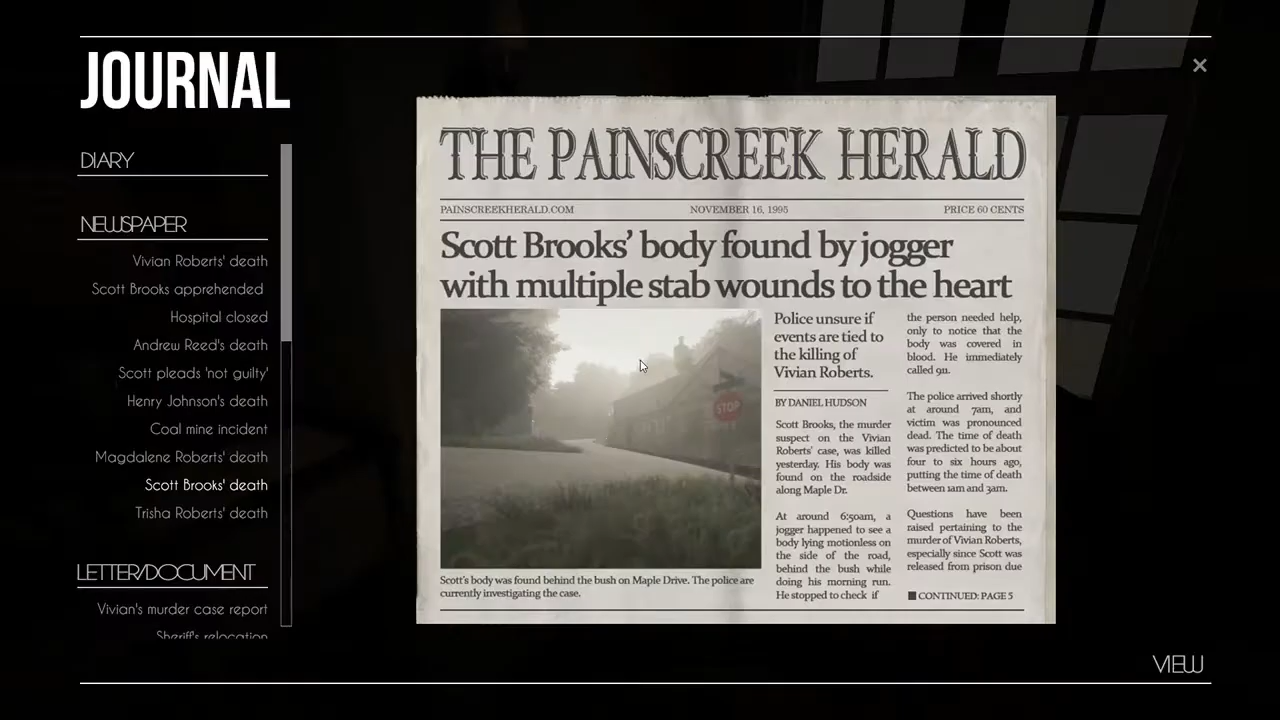 JOURNAL
×
DIARY
NEWSPAPER
Vivian Roberts' death
Scott Brooks apprehended
Hospital closed
Andrew Reed's death
Scott pleads 'not guilty'
Henry Johnson's death
Coal mine incident
Magdalene Roberts' death
Scott Brooks' death
Trisha Roberts' death
LETTER/DOCUMENT
Vivian's murder case report
Sheriff's relocation
THE PAINSCREEK HERALD
PAINSCREEKHERALD.COM NOVEMBER 16, 1995 PRICE 60 CENTS
Scott Brooks' body found by jogger
with multiple stab wounds to the heart
STOP
Scott's body was found behind the bush on Maple Drive. The police are
currently investigating the case.
Police unsure if
events are tied to
the killing of
Vivian Roberts.
BY DANIEL HUDSON
Scott Brooks, the murder
suspect on the Vivian
Roberts' case, was killed
yesterday. His body was
found on the roadside
along Maple Dr.
At around 6:50am, a
jogger happened to see a
body lying motionless on
the side of the road,
behind the bush while
doing his morning run.
He stopped to check if
the person needed help,
only to notice that the
body was covered in
blood. He immediately
called 911.
The police arrived shortly
at around 7am, and
victim was pronounced
dead. The time of death
was predicted to be about
four to six hours ago,
putting the time of death
between 1am and 3am.
Questions have been
raised pertaining to the
murder of Vivian Roberts,
especially since Scott was
released from prison due
CONTINUED: PAGE 5
VIEW